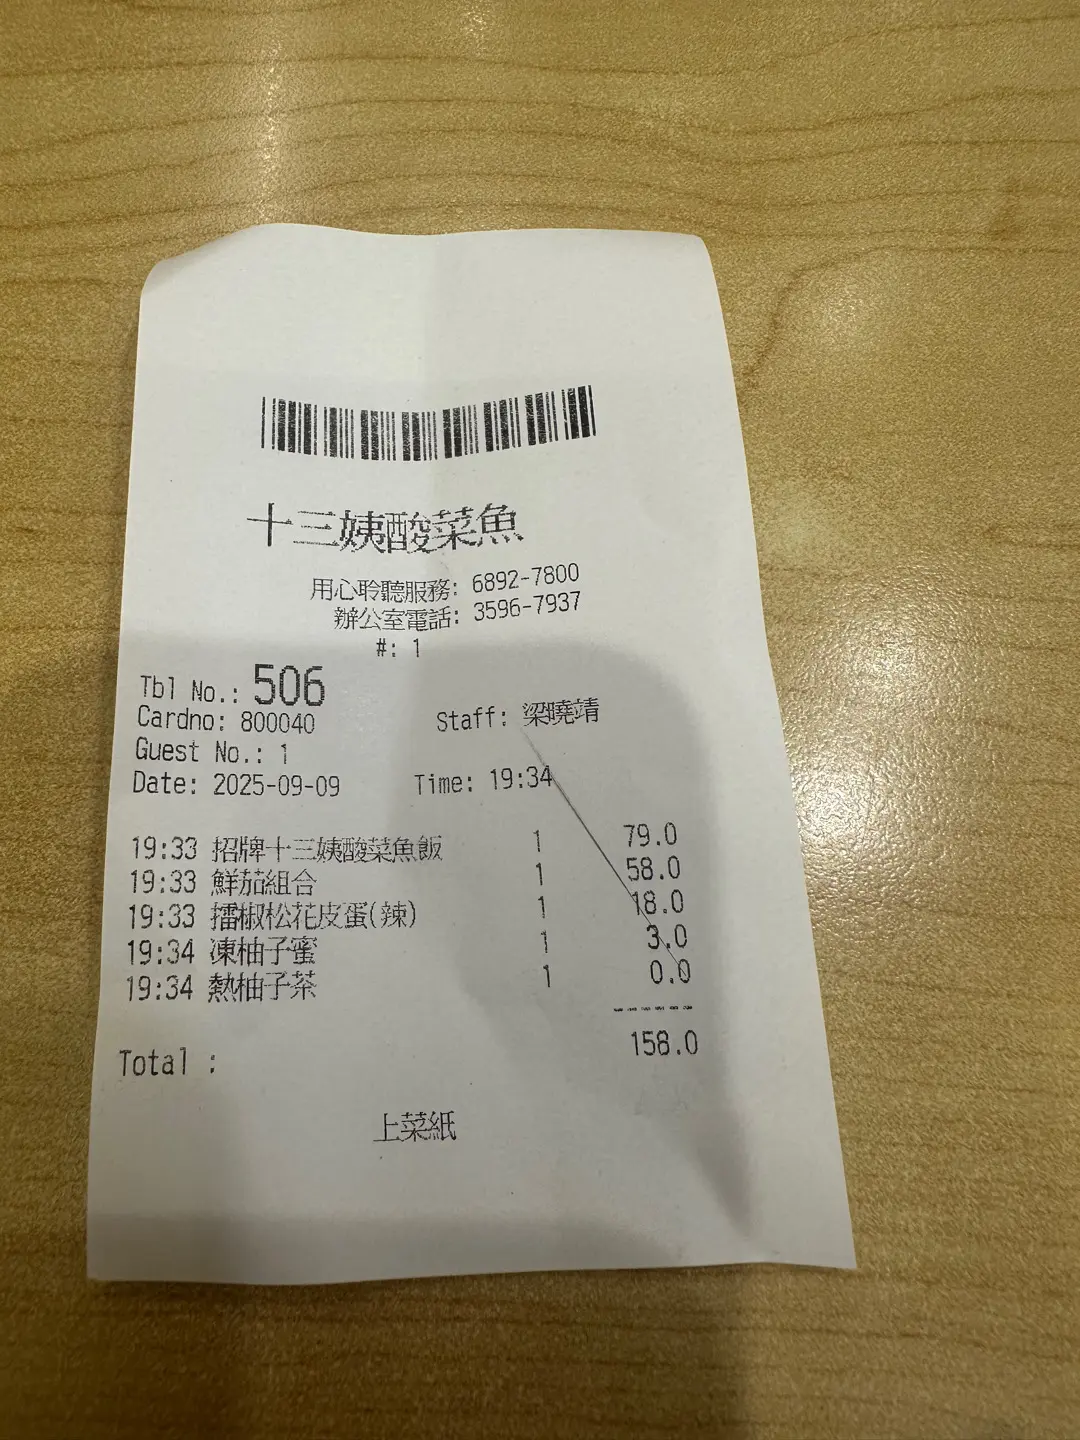 十三姨酸菜魚
用心聆聽服務: 6892-7800
辦公室電話: 3596-7937
#: 1
Tbl No.: 506
Cardno: 800040 Staff: 梁曉靖
Guest No.: 1
Date: 2025-09-09 Time: 19:34
19:33 招牌十三姨酸菜魚飯 1 79.0
19:33 鮮茄組合 1 58.0
19:33 擂椒松花皮蛋(辣) 1 18.0
19:34 凍柚子蜜 1 3.0
19:34 熱柚子茶 1 0.0
-------
Total : 158.0
上菜紙